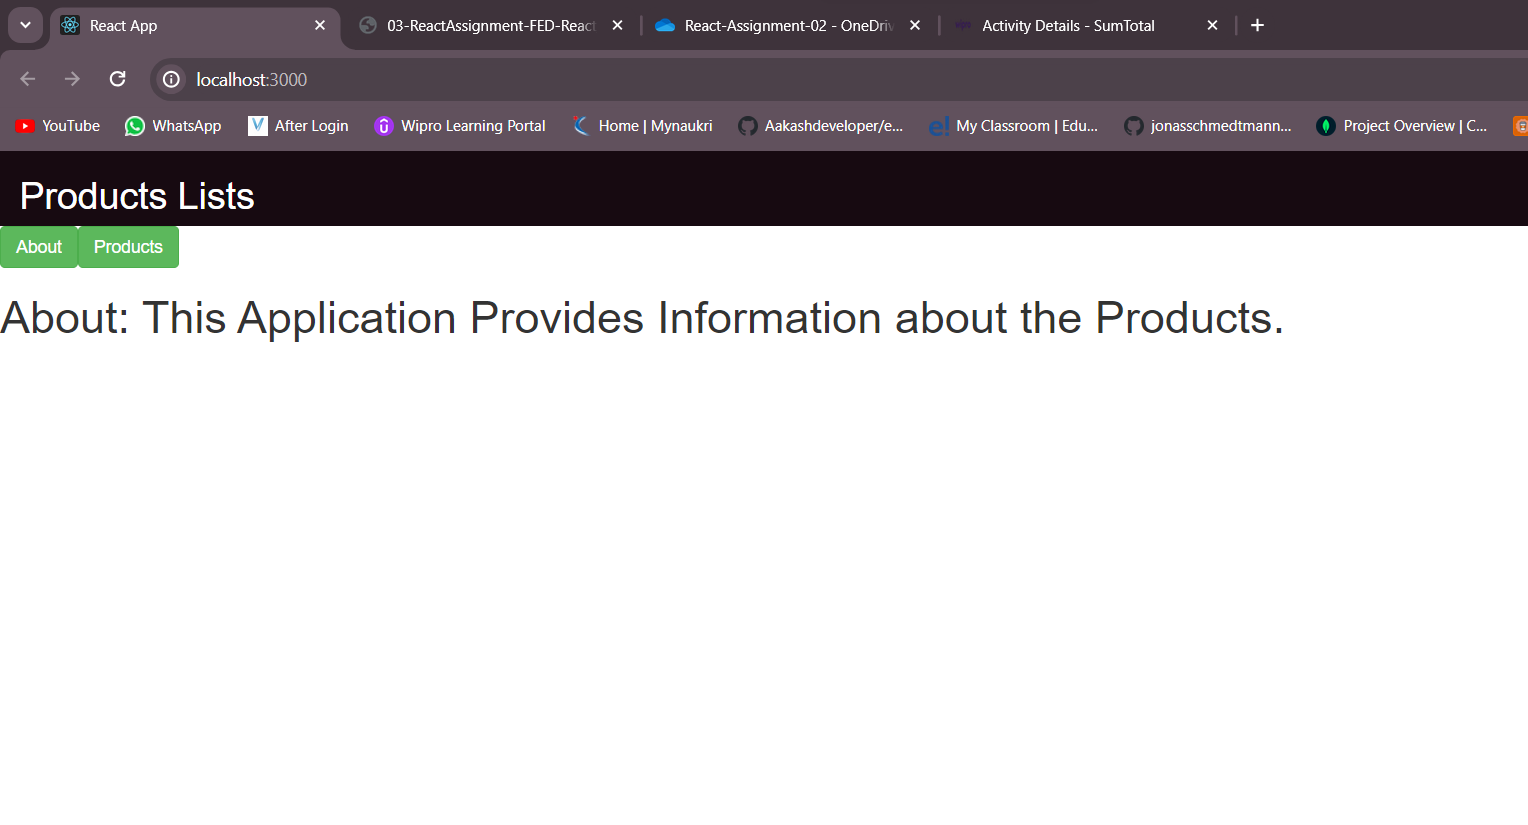 React App
03-ReactAssignment-FED-React
React-Assignment-02 - OneDriv
Activity Details - SumTotal
localhost:3000
YouTube
WhatsApp
After Login
Wipro Learning Portal
Home | Mynaukri
Aakashdeveloper/e...
My Classroom | Edu...
jonasschmedtmann...
Project Overview | C...
Products Lists
About
Products
About: This Application Provides Information about the Products.